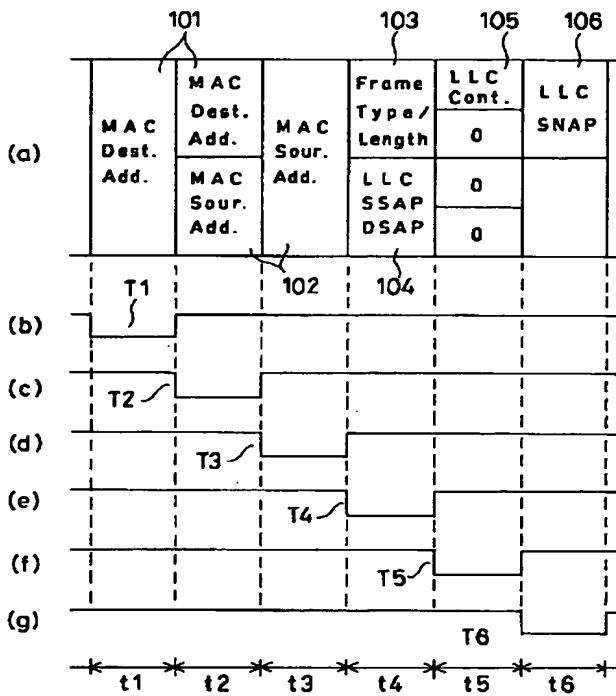 101
103
105
106
(a)
MAC
Dest.
Add.
MAC
Dest.
Add.
MAC
Sour.
Add.
MAC
Sour.
Add.
Frame
Type/
Length
LLC
SSAP
DSAP
LLC
Cont.
0
0
0
LLC
SNAP
102
104
(b)
T1
(c)
T2
(d)
T3
(e)
T4
(f)
T5
(g)
T6
t1
t2
t3
t4
t5
t6